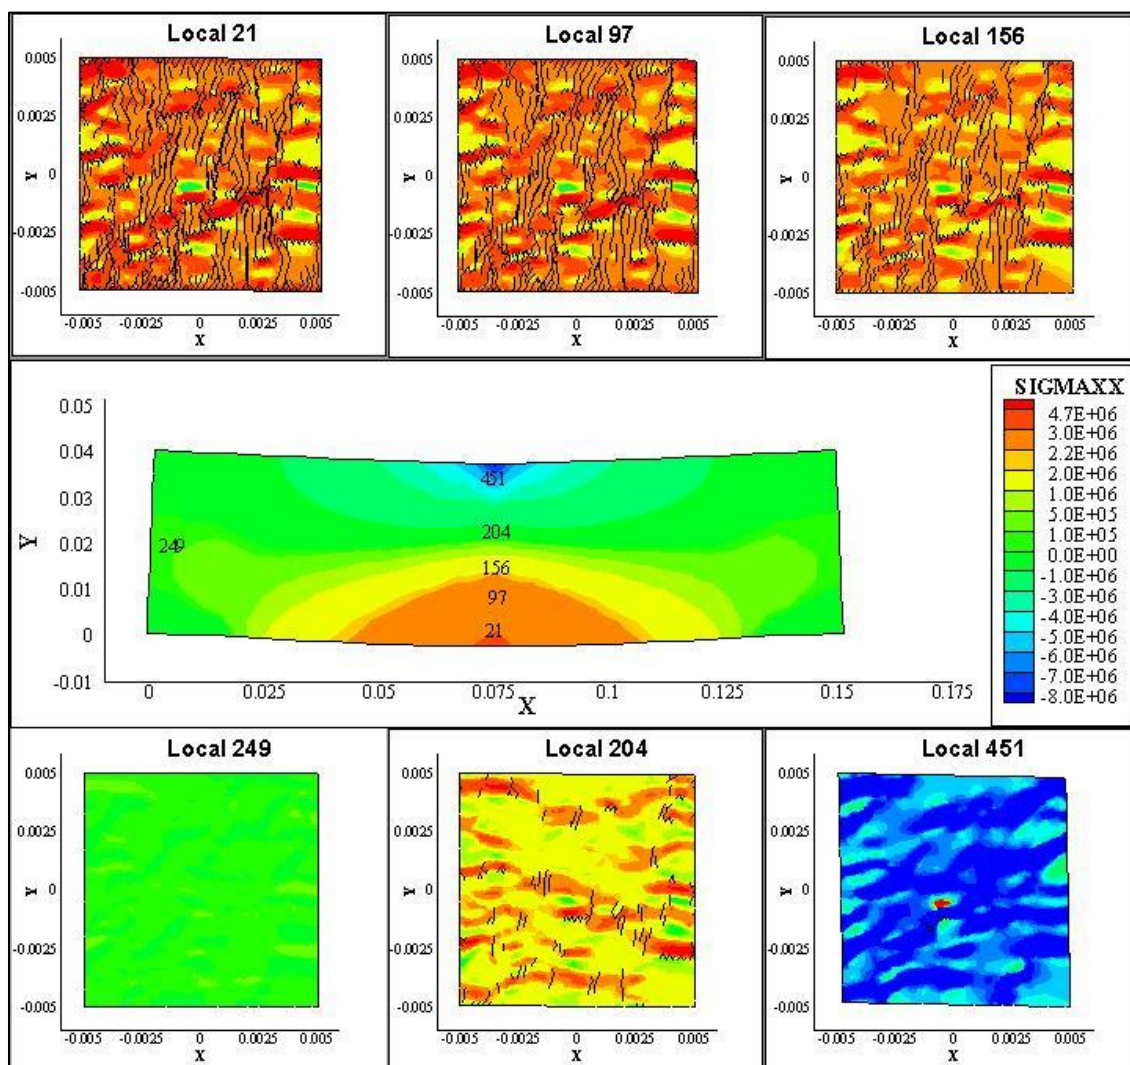 Local 21
Local 97
Local 156
0.005
0.0025
Y 0
-0.0025
-0.005
-0.005 -0.0025 0 0.0025 0.005
X
0.005
0.0025
Y 0
-0.0025
-0.005
-0.005 -0.0025 0 0.0025 0.005
X
0.005
0.0025
Y 0
-0.0025
-0.005
-0.005 -0.0025 0 0.0025 0.005
X
0.05
0.04
0.03
0.02
0.01
0
-0.01
Y
451
204
249
156
97
21
0 0.025 0.05 0.075 0.1 0.125 0.15 0.175
X
SIGMAXX
4.7E+06
3.0E+06
2.2E+06
2.0E+06
1.0E+06
5.0E+05
1.0E+05
0.0E+00
-1.0E+06
-3.0E+06
-4.0E+06
-5.0E+06
-6.0E+06
-7.0E+06
-8.0E+06
Local 249
Local 204
Local 451
0.005
0.0025
Y 0
-0.0025
-0.005
-0.005 -0.0025 0 0.0025 0.005
X
0.005
0.0025
Y 0
-0.0025
-0.005
-0.005 -0.0025 0 0.0025 0.005
X
0.005
0.0025
Y 0
-0.0025
-0.005
-0.005 -0.0025 0 0.0025 0.005
X